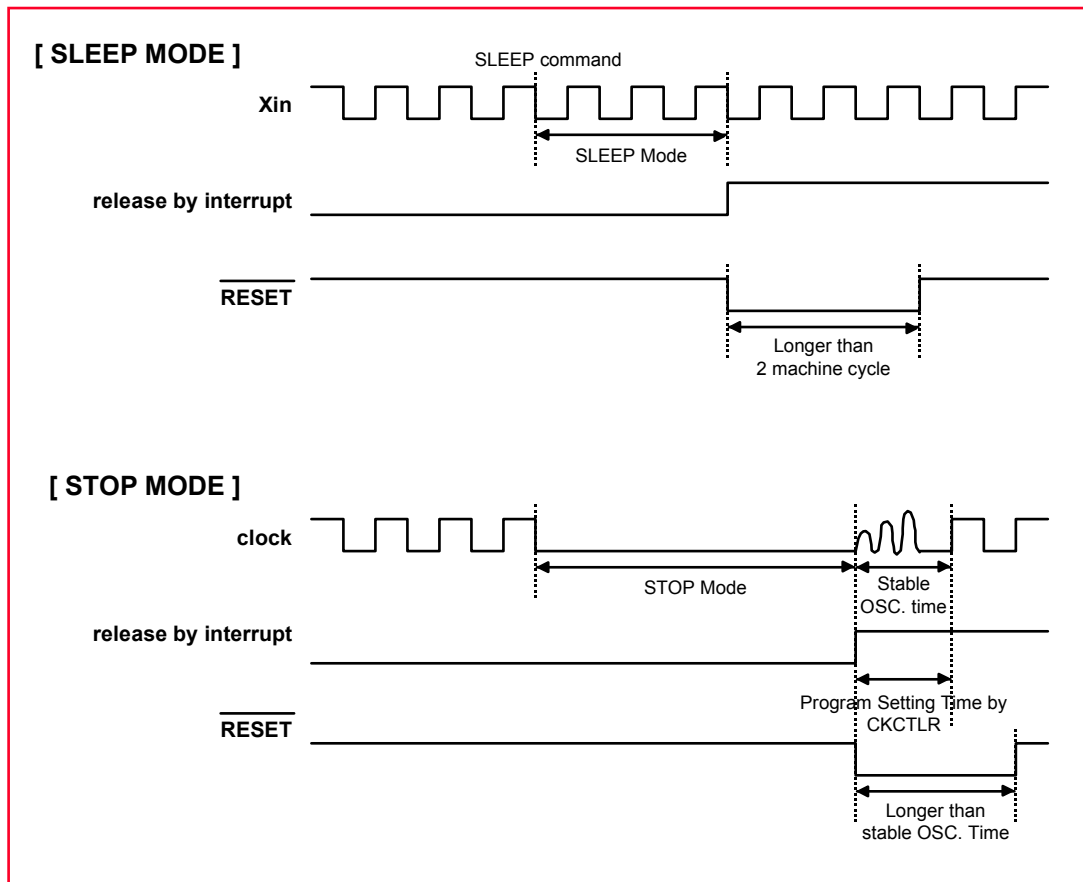 [ SLEEP MODE ]
SLEEP command
Xin
SLEEP Mode
release by interrupt
RESET
Longer than
2 machine cycle
[ STOP MODE ]
clock
STOP Mode
Stable
OSC. time
release by interrupt
Program Setting Time by
CKCTLR
RESET
Longer than
stable OSC. Time